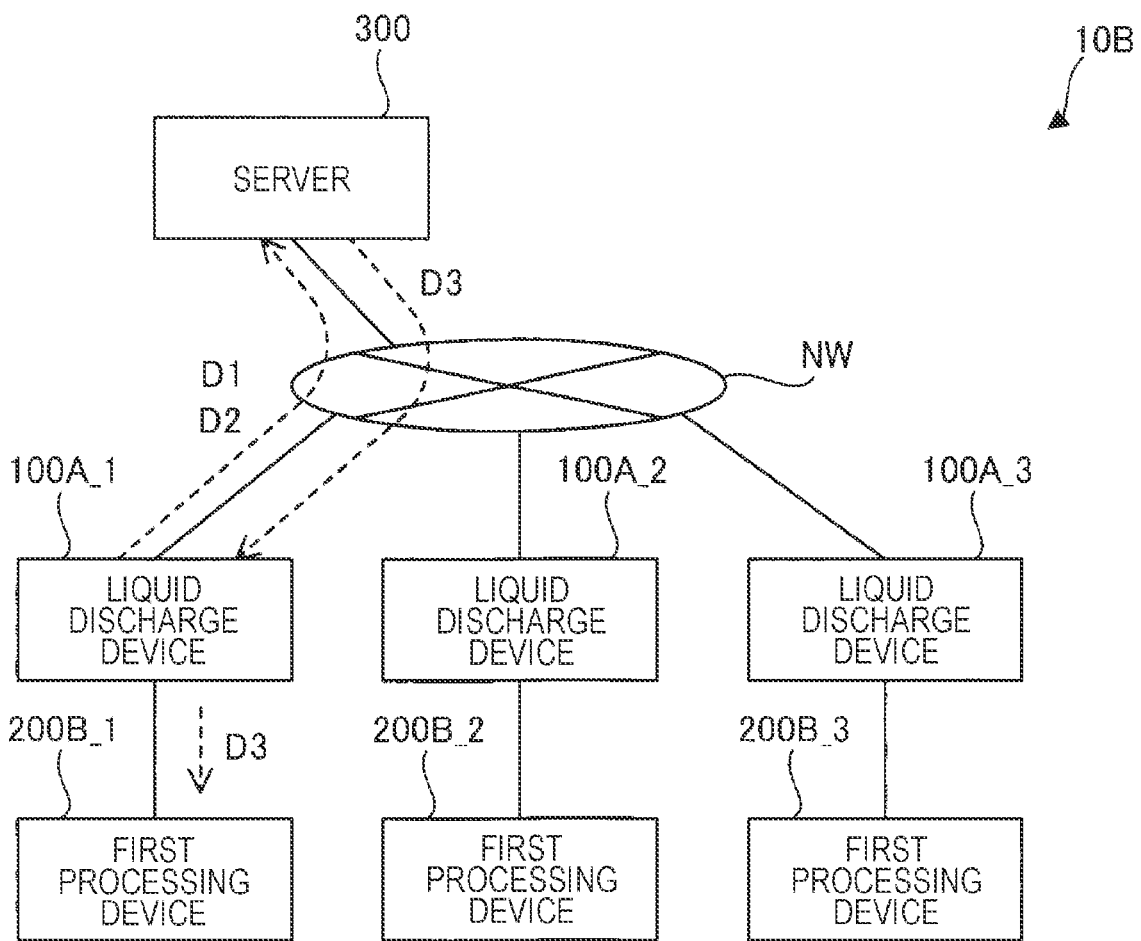 300
10B
SERVER
D3
NW
D1
D2
100A_1
100A_2
100A_3
LIQUID
DISCHARGE
DEVICE
LIQUID
DISCHARGE
DEVICE
LIQUID
DISCHARGE
DEVICE
200B_1
D3
200B_2
200B_3
FIRST
PROCESSING
DEVICE
FIRST
PROCESSING
DEVICE
FIRST
PROCESSING
DEVICE